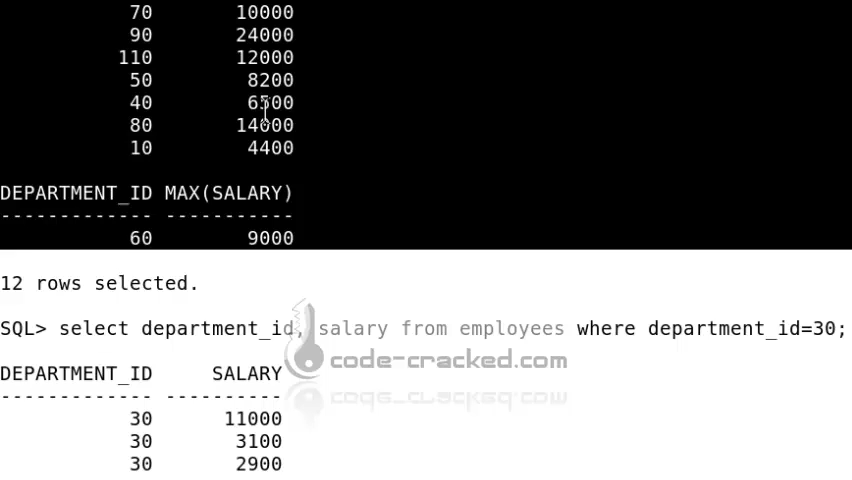 70 10000
90 24000
110 12000
50 8200
40 6500
80 14000
10 4400
DEPARTMENT_ID MAX(SALARY)
------------- -----------
60 9000
12 rows selected.
SQL> select department_id, salary from employees where department_id=30;
code-cracked.com
DEPARTMENT_ID SALARY
------------- ----------
30 11000
30 3100
30 2900